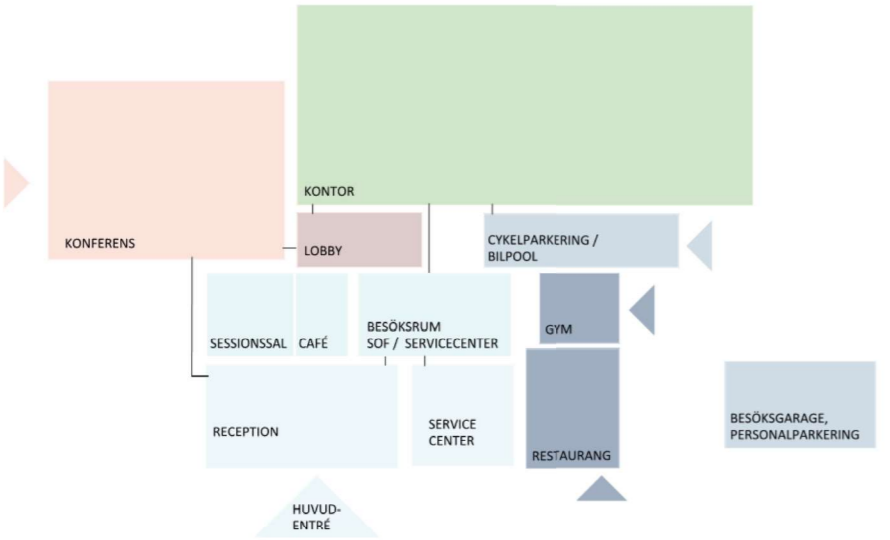 KONTOR
KONFERENS
LOBBY
CYKELPARKERING /
BILPOOL
SESSIONSSAL
CAFÉ
BESÖKSRUM
SOF / SERVICECENTER
GYM
RECEPTION
SERVICE
CENTER
RESTAURANG
BESÖKSGARAGE,
PERSONALPARKERING
HUVUD-
ENTRÉ